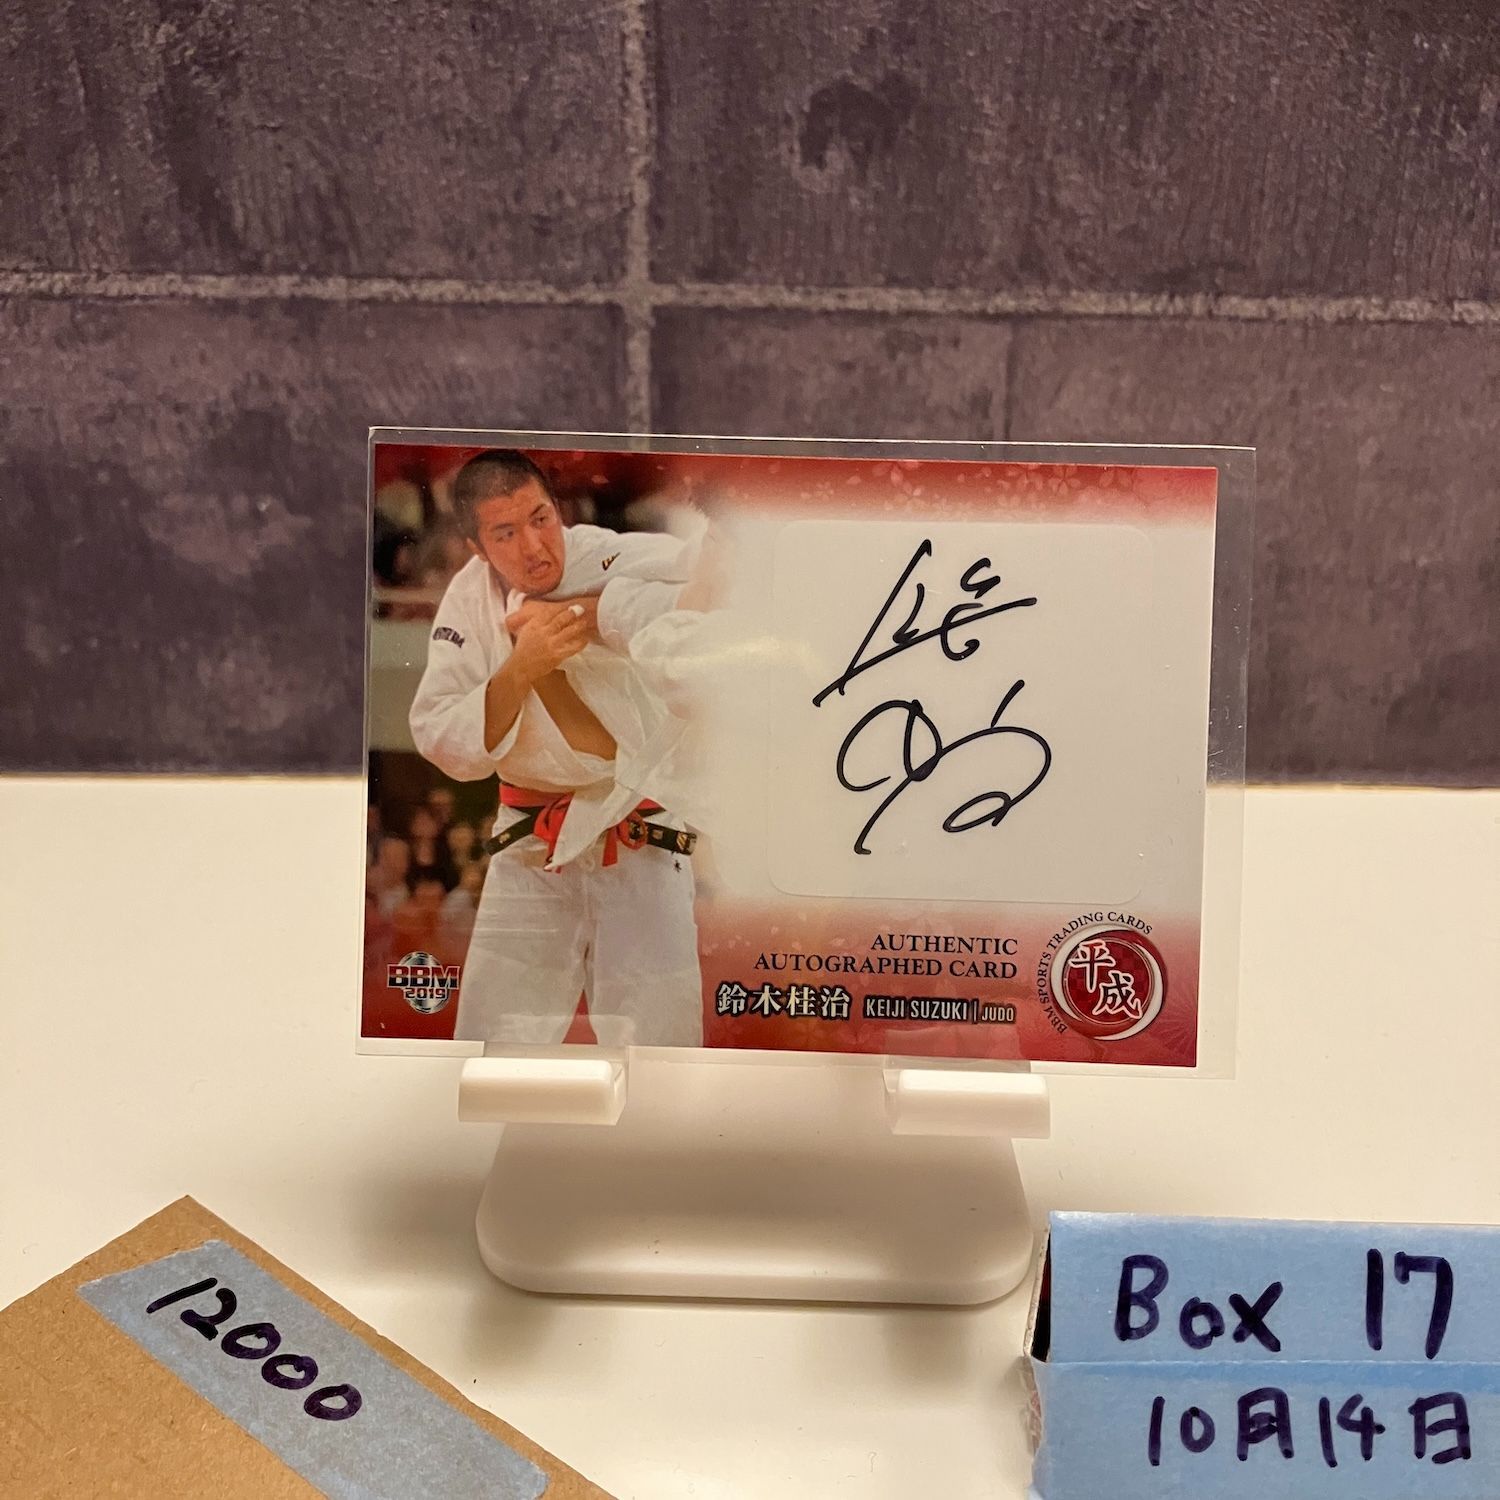 AUTHENTIC
AUTOGRAPHED CARD
鈴木桂治 KEIJI SUZUKI | JUDO
BBM
2019
BBM SPORTS TRADING CARDS
平成
12000
Box 17
10月14日